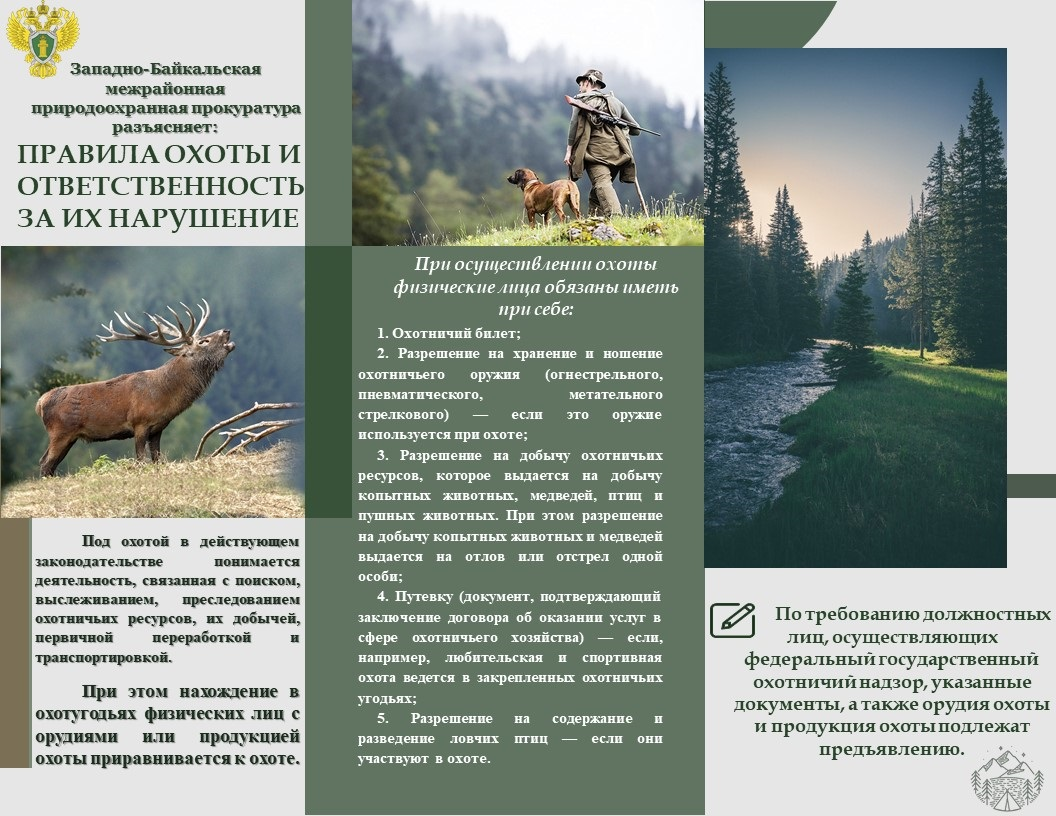 Западно-Байкальская
межрайонная
природоохранная прокуратура
разъясняет:
ПРАВИЛА ОХОТЫ И
ОТВЕТСТВЕННОСТЬ
ЗА ИХ НАРУШЕНИЕ
Под охотой в действующем
законодательстве понимается
деятельность, связанная с поиском,
выслеживанием, преследованием
охотничьих ресурсов, их добычей,
первичной переработкой и
транспортировкой.
При этом нахождение в
охотугодьях физических лиц с
орудиями или продукцией
охоты приравнивается к охоте.
При осуществлении охоты
физические лица обязаны иметь
при себе:
1. Охотничий билет;
2. Разрешение на хранение и ношение
охотничьего оружия (огнестрельного,
пневматического, метательного
стрелкового) — если это оружие
используется при охоте;
3. Разрешение на добычу охотничьих
ресурсов, которое выдается на добычу
копытных животных, медведей, птиц и
пушных животных. При этом разрешение
на добычу копытных животных и медведей
выдается на отлов или отстрел одной
особи;
4. Путевку (документ, подтверждающий
заключение договора об оказании услуг в
сфере охотничьего хозяйства) — если,
например, любительская и спортивная
охота ведется в закрепленных охотничьих
угодьях;
5. Разрешение на содержание и
разведение ловчих птиц — если они
участвуют в охоте.
По требованию должностных
лиц, осуществляющих
федеральный государственный
охотничий надзор, указанные
документы, а также орудия охоты
и продукция охоты подлежат
предъявлению.